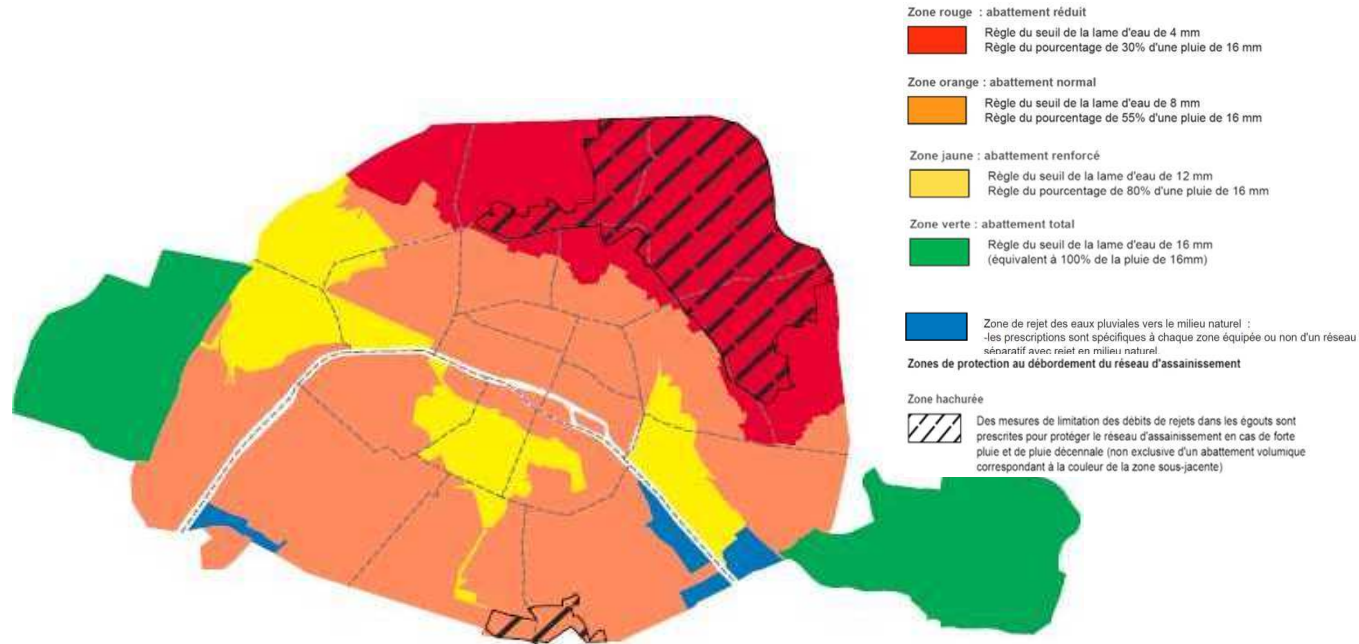 Zone rouge : abattement réduit
Règle du seuil de la lame d'eau de 4 mm
Règle du pourcentage de 30% d'une pluie de 16 mm
Zone orange : abattement normal
Règle du seuil de la lame d'eau de 8 mm
Règle du pourcentage de 55% d'une pluie de 16 mm
Zone jaune : abattement renforcé
Règle du seuil de la lame d'eau de 12 mm
Règle du pourcentage de 80% d'une pluie de 16 mm
Zone verte : abattement total
Règle du seuil de la lame d'eau de 16 mm
(équivalent à 100% de la pluie de 16mm)
Zone de rejet des eaux pluviales vers le milieu naturel :
-les prescriptions sont spécifiques à chaque zone équipée ou non d'un réseau
séparatif avec rejet en milieu naturel.
Zones de protection au débordement du réseau d'assainissement
Zone hachurée
Des mesures de limitation des débits de rejets dans les égouts sont
prescrites pour protéger le réseau d'assainissement en cas de forte
pluie et de pluie décennale (non exclusive d'un abattement volumique
correspondant à la couleur de la zone sous-jacente)